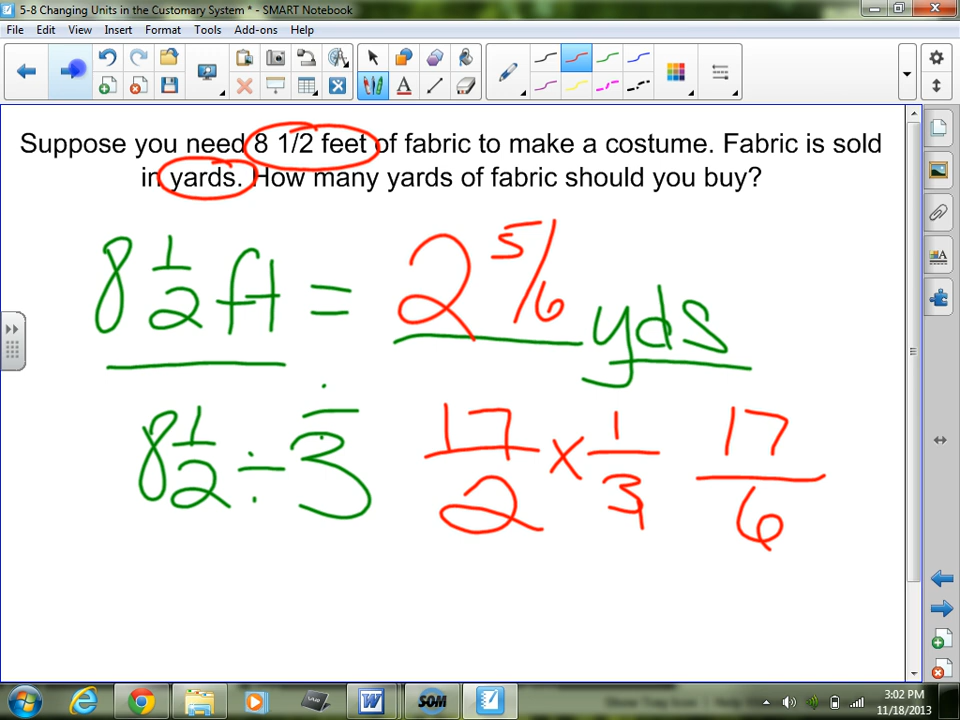 5-8 Changing Units in the Customary System * - SMART Notebook
File Edit View Insert Format Tools Add-ons Help
Suppose you need 8 1/2 feet of fabric to make a costume. Fabric is sold
in yards. How many yards of fabric should you buy?
8 1/2 ft = 2 5/6 yds
8 1/2 ÷ 3 17/2 x 1/3 17/6
3:02 PM
11/18/2013